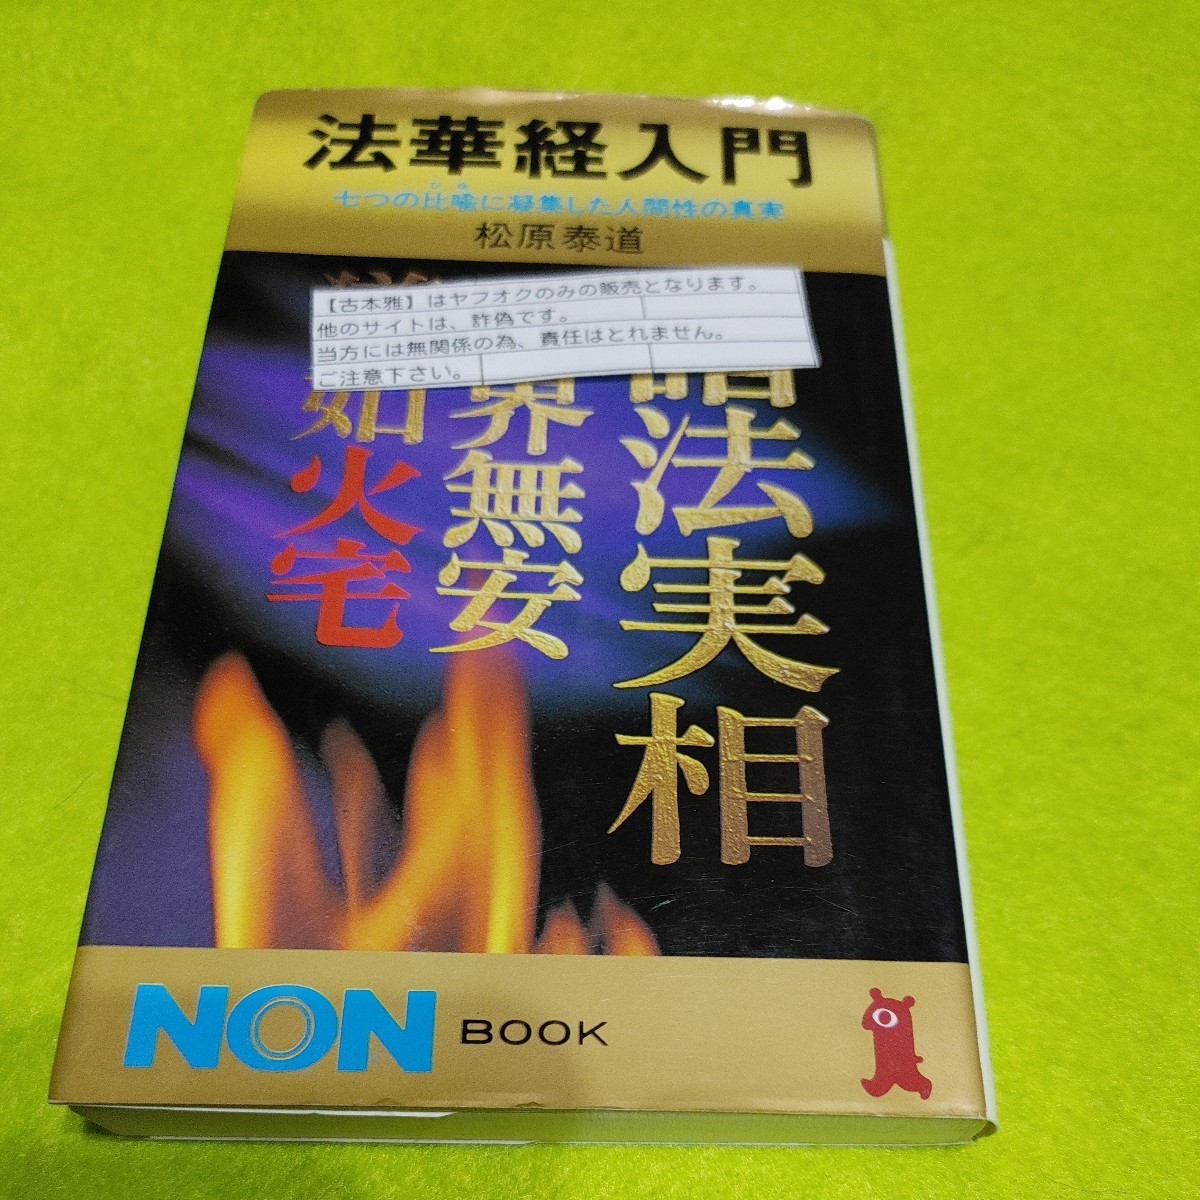 法華経入門
七つの比喩に凝集した人間性の真実
ひゆ
松原泰道
【古本雅】はヤフオクのみの販売となります。
他のサイトは、詐偽です。
当方には無関係の為、責任はとれません。
ご注意下さい。
諸法実相
界無安
如火宅
NON BOOK